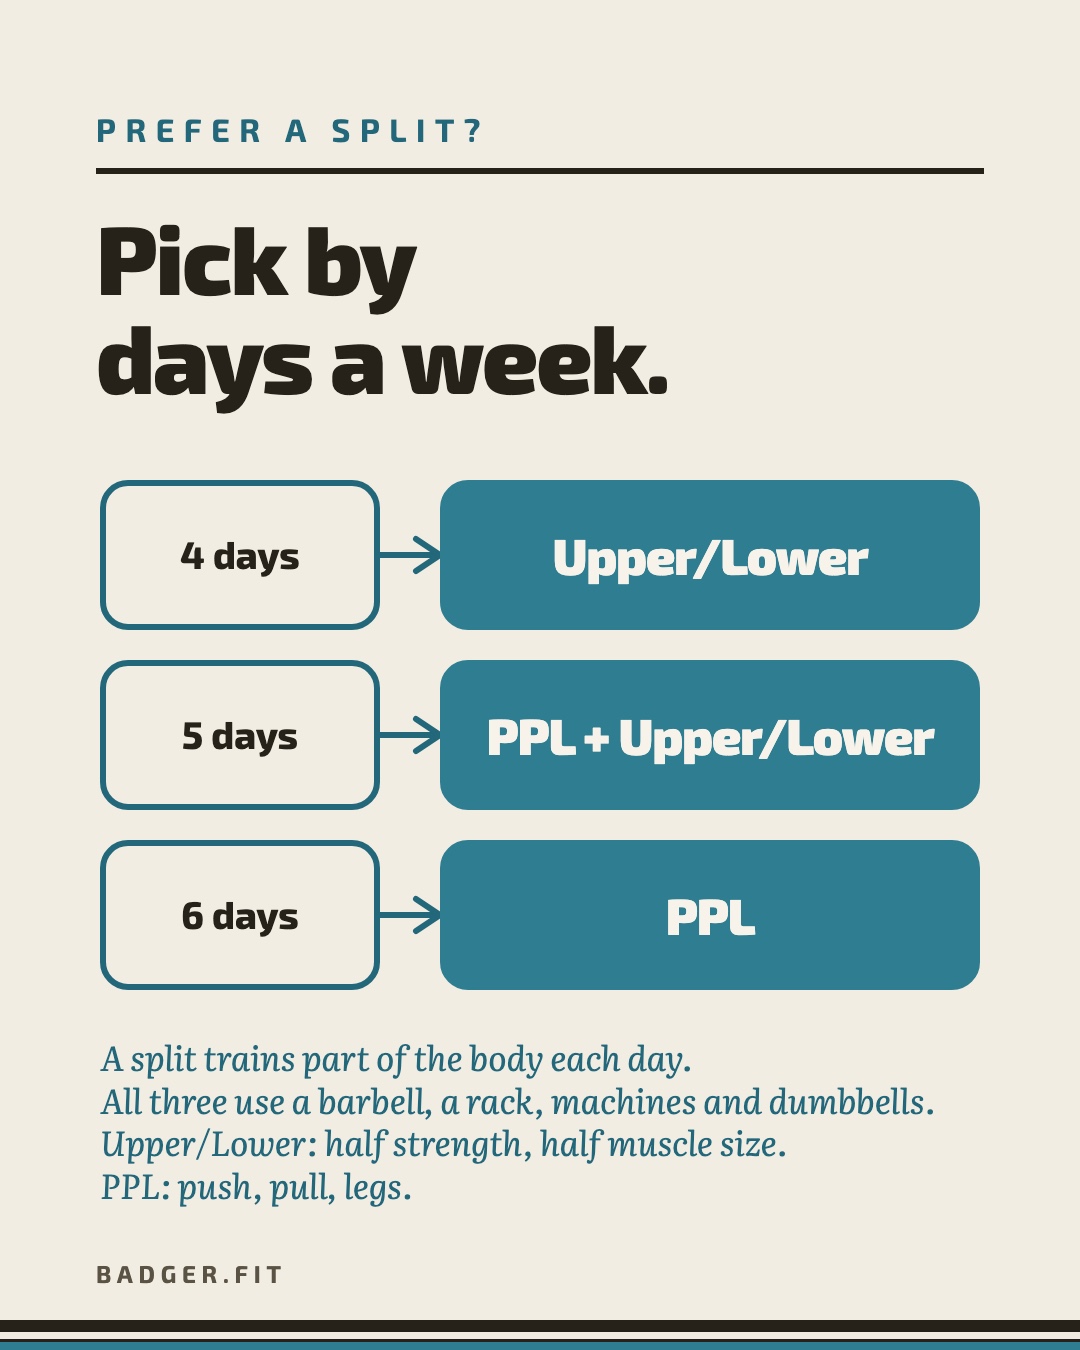 PREFER A SPLIT?
Pick by
days a week.
4 days
Upper/Lower
5 days
PPL + Upper/Lower
6 days
PPL
A split trains part of the body each day.
All three use a barbell, a rack, machines and dumbbells.
Upper/Lower: half strength, half muscle size.
PPL: push, pull, legs.
BADGER.FIT